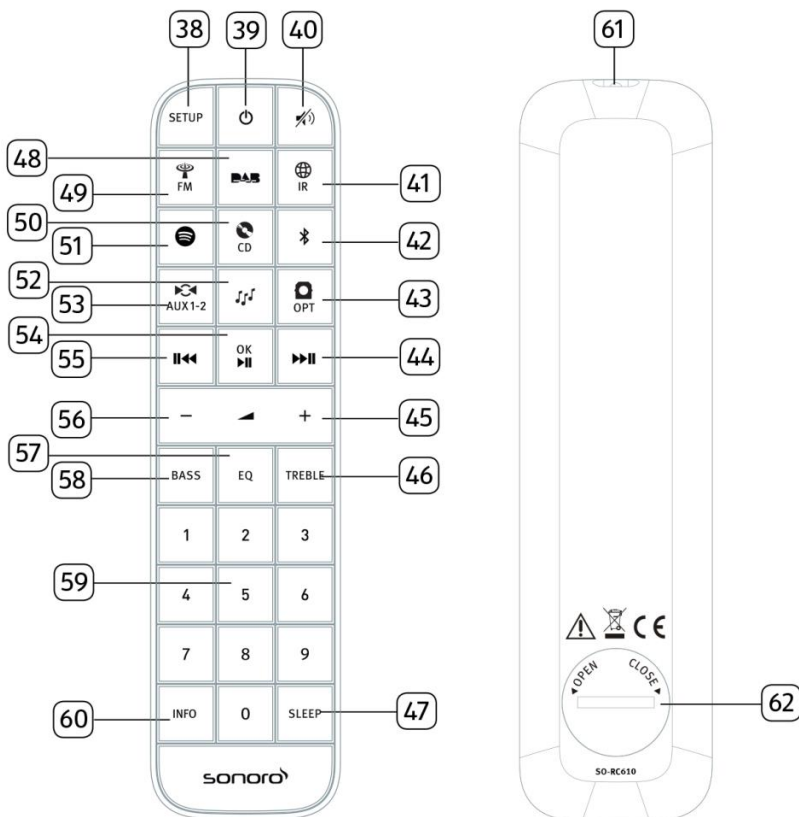 38 39 40 61
SETUP
48
49 FM DAB IR 41
50
51 CD 42
52
53 AUX1-2 OPT 43
54
55 OK 44
56 − + 45
57
58 BASS EQ TREBLE 46
1 2 3
59
4 5 6
7 8 9
60 INFO 0 SLEEP 47
sonoro
CE
OPEN CLOSE
62
SO-RC610